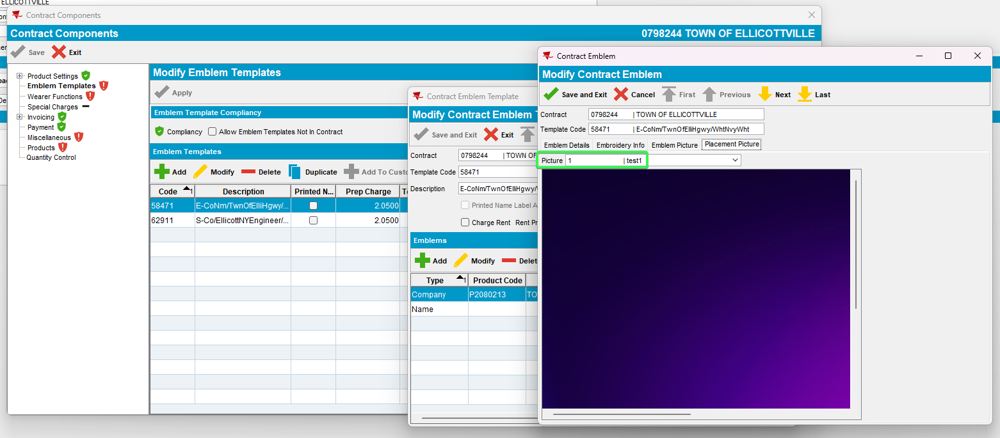 ELLICOTTVILLE
Contract Components
Contract Components
0798244 TOWN OF ELLICOTTVILLE
Save
Exit
Product Settings
Emblem Templates
Wearer Functions
Special Charges
Invoicing
Payment
Miscellaneous
Products
Quantity Control
Modify Emblem Templates
Apply
Emblem Template Compliancy
Compliancy
Allow Emblem Templates Not In Contract
Emblem Templates
Add
Modify
Delete
Duplicate
Add To Custo
Code
1
Description
Printed N...
Prep Charge
58471
E-CoNm/TwnOfElliHgwy/...
2.0500
62911
S-Co/EllicottNYEngineer/...
2.0500
Contract Emblem Template
Modify Contract Emblem T
Save and Exit
Exit
Contract
0798244 | TOWN OF
Template Code
58471
Description
E-CoNm/TwnOfElliHgwy/
Printed Name Label A
Charge Rent
Rent Pr
Emblems
Add
Modify
Delet
Type
1
Product Code
Company
P2080213
TO
Name
Contract Emblem
Modify Contract Emblem
Save and Exit
Cancel
First
Previous
Next
Last
Contract
0798244 | TOWN OF ELLICOTTVILLE
Template Code
58471 | E-CoNm/TwnOfElliHgwy/WhtNvyWht
Emblem Details
Embroidery Info
Emblem Picture
Placement Picture
Picture
1 | test1